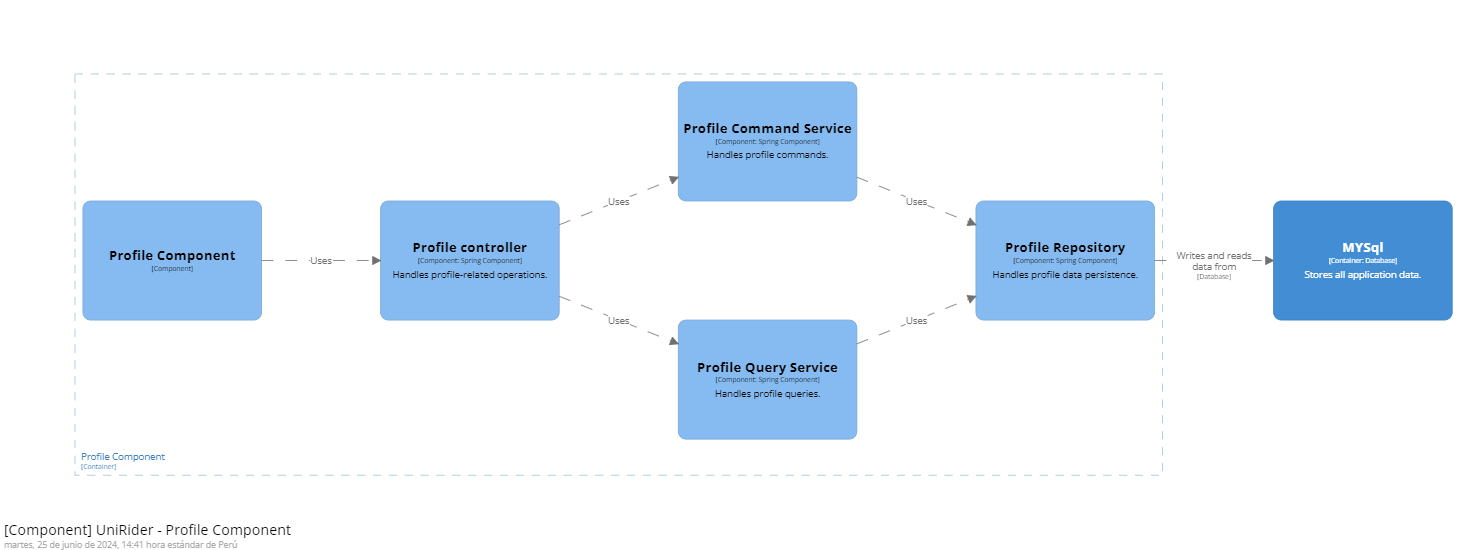 Profile Command Service
[Component: Spring Component]
Handles profile commands.
Uses
Uses
Profile Component
[Component]
Uses
Profile controller
[Component: Spring Component]
Handles profile-related operations.
Profile Repository
[Component: Spring Component]
Handles profile data persistence.
Writes and reads
data from
[Database]
MYSql
[Container: Database]
Stores all application data.
Uses
Uses
Profile Query Service
[Component: Spring Component]
Handles profile queries.
Profile Component
[Container]
[Component] UniRider - Profile Component
martes, 25 de junio de 2024, 14:41 hora estándar de Perú